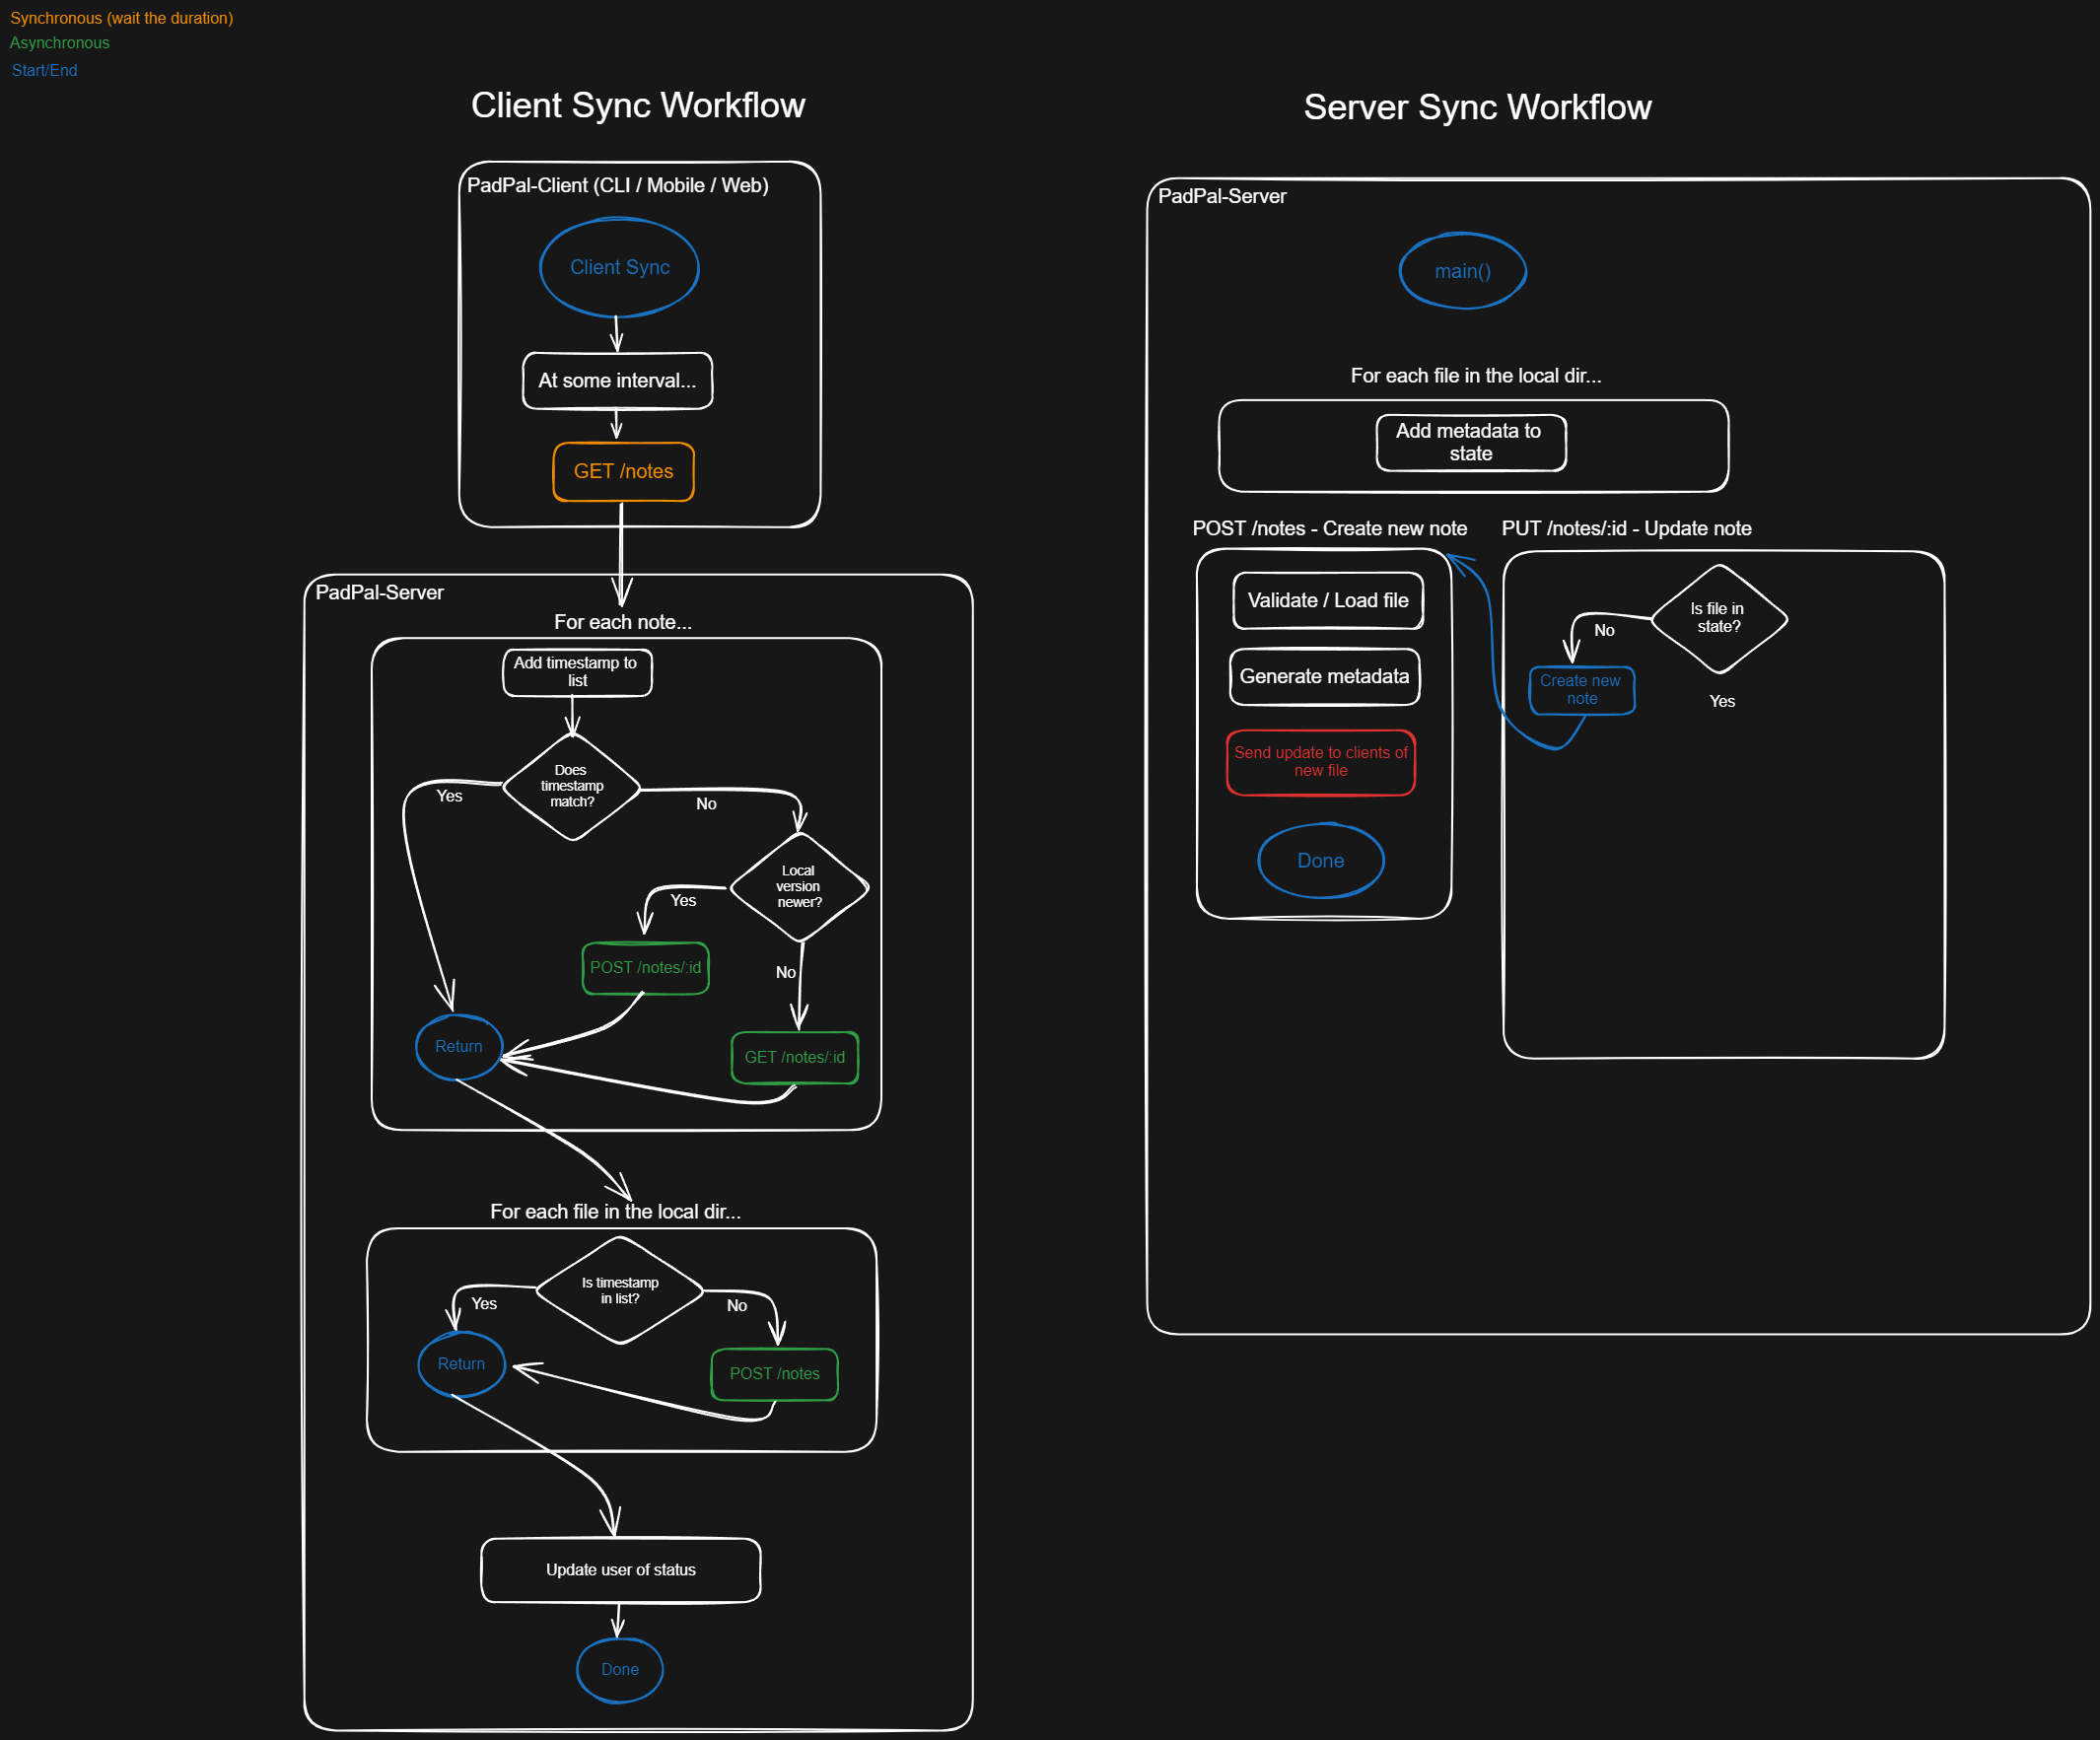 Synchronous (wait the duration)
Asynchronous
Start/End
Client Sync Workflow
PadPal-Client (CLI / Mobile / Web)
Client Sync
At some interval...
GET /notes
PadPal-Server
For each note...
Add timestamp to
list
Does
timestamp
match?
Yes
No
Local
version
newer?
Yes
POST /notes/:id
No
GET /notes/:id
Return
For each file in the local dir...
Is timestamp
in list?
Yes
No
Return
POST /notes
Update user of status
Done
Server Sync Workflow
PadPal-Server
main()
For each file in the local dir...
Add metadata to
state
POST /notes - Create new note
Validate / Load file
Generate metadata
Send update to clients of
new file
Done
PUT /notes/:id - Update note
Is file in
state?
No
Create new
note
Yes